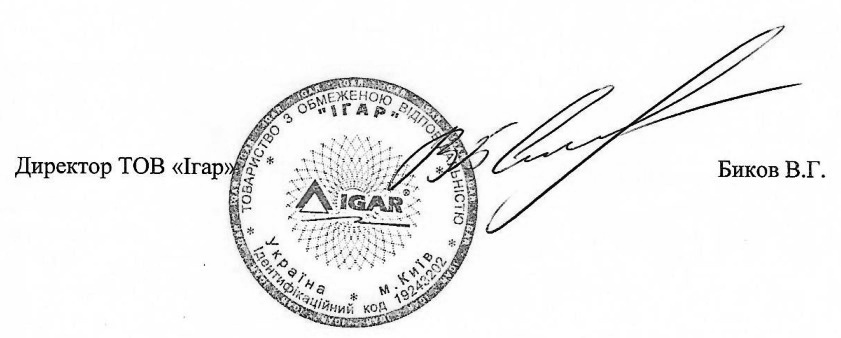 Директор ТОВ «Ігар»
Биков В.Г.
ТОВАРИСТВО З ОБМЕЖЕНОЮ ВІДПОВІДАЛЬНІСТЮ
"ІГАР"
IGAR®
Україна * м.Київ
Ідентифікаційний код 19243202